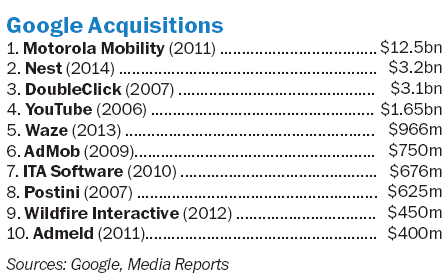 Google Acquisitions
1. Motorola Mobility (2011) ........................................ $12.5bn
2. Nest (2014) ................................................................ $3.2bn
3. DoubleClick (2007) .................................................. $3.1bn
4. YouTube (2006) ...................................................... $1.65bn
5. Waze (2013) ............................................................. $966m
6. AdMob (2009)............................................................ $750m
7. ITA Software (2010) .................................................. $676m
8. Postini (2007) ........................................................... $625m
9. Wildfire Interactive (2012) ................................... $450m
10. Admeld (2011)......................................................... $400m
Sources: Google, Media Reports